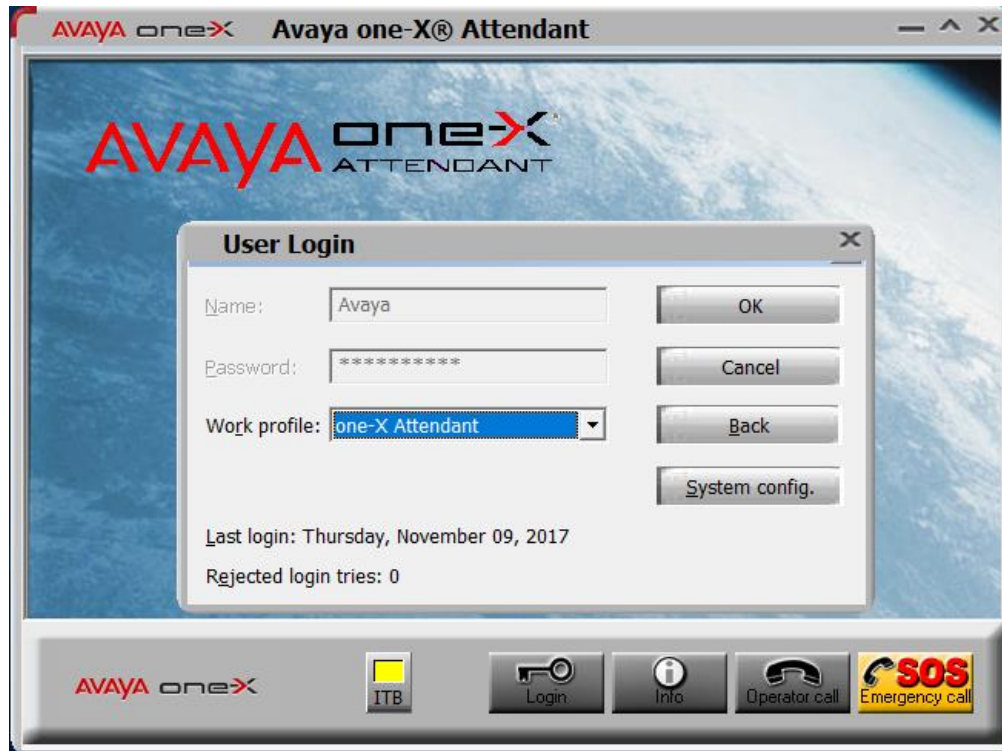 AVAYA one-X Avaya one-X® Attendant
AVAYA one-X®
ATTENDANT
User Login
Name: Avaya OK
Password: ********** Cancel
Work profile: one-X Attendant Back
System config.
Last login: Thursday, November 09, 2017
Rejected login tries: 0
AVAYA one-X ITB Login Info Operator call SOS
Emergency call